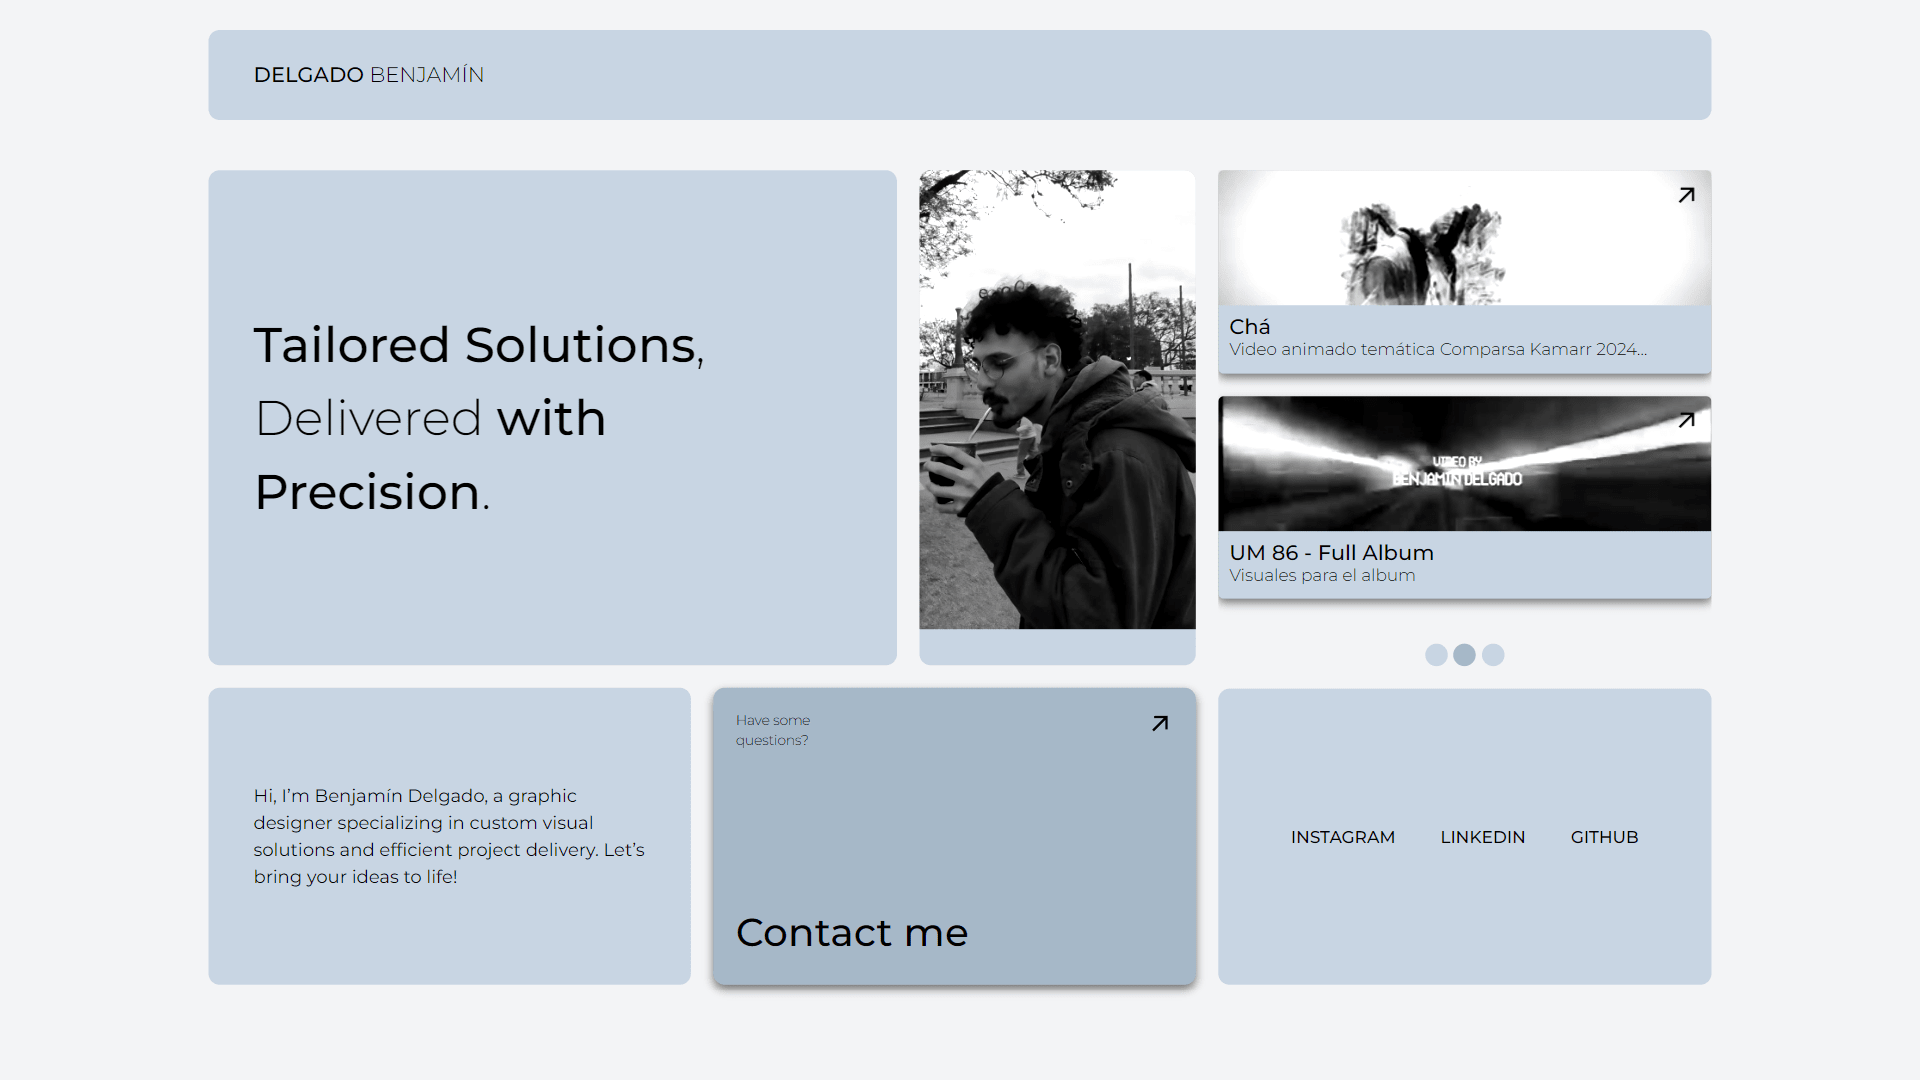 DELGADO BENJAMÍN
Tailored Solutions,
Delivered with
Precision.
Chá
Video animado temática Comparsa Kamarr 2024...
VIDEO BY
BENJAMIN DELGADO
UM 86 - Full Album
Visuales para el album
Hi, I’m Benjamín Delgado, a graphic
designer specializing in custom visual
solutions and efficient project delivery. Let’s
bring your ideas to life!
Have some
questions?
Contact me
INSTAGRAM LINKEDIN GITHUB